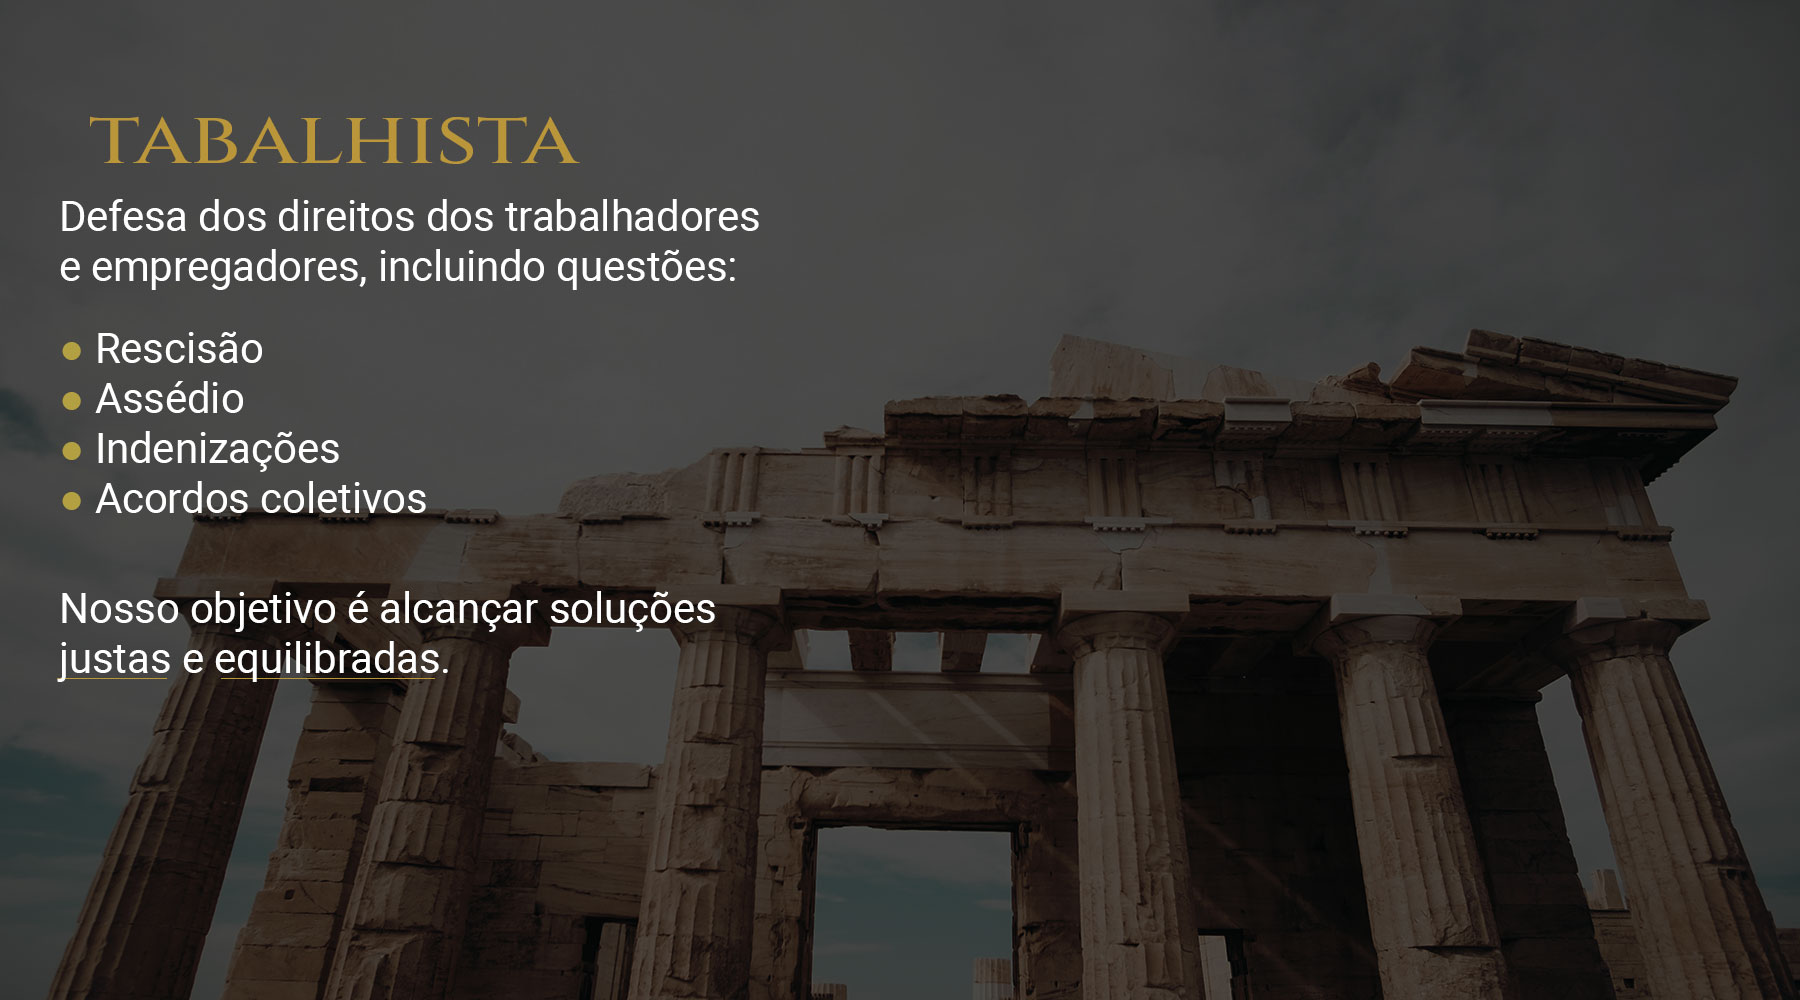 TABALHISTA
Defesa dos direitos dos trabalhadores
e empregadores, incluindo questões:
● Rescisão
● Assédio
● Indenizações
● Acordos coletivos
Nosso objetivo é alcançar soluções
justas e equilibradas.